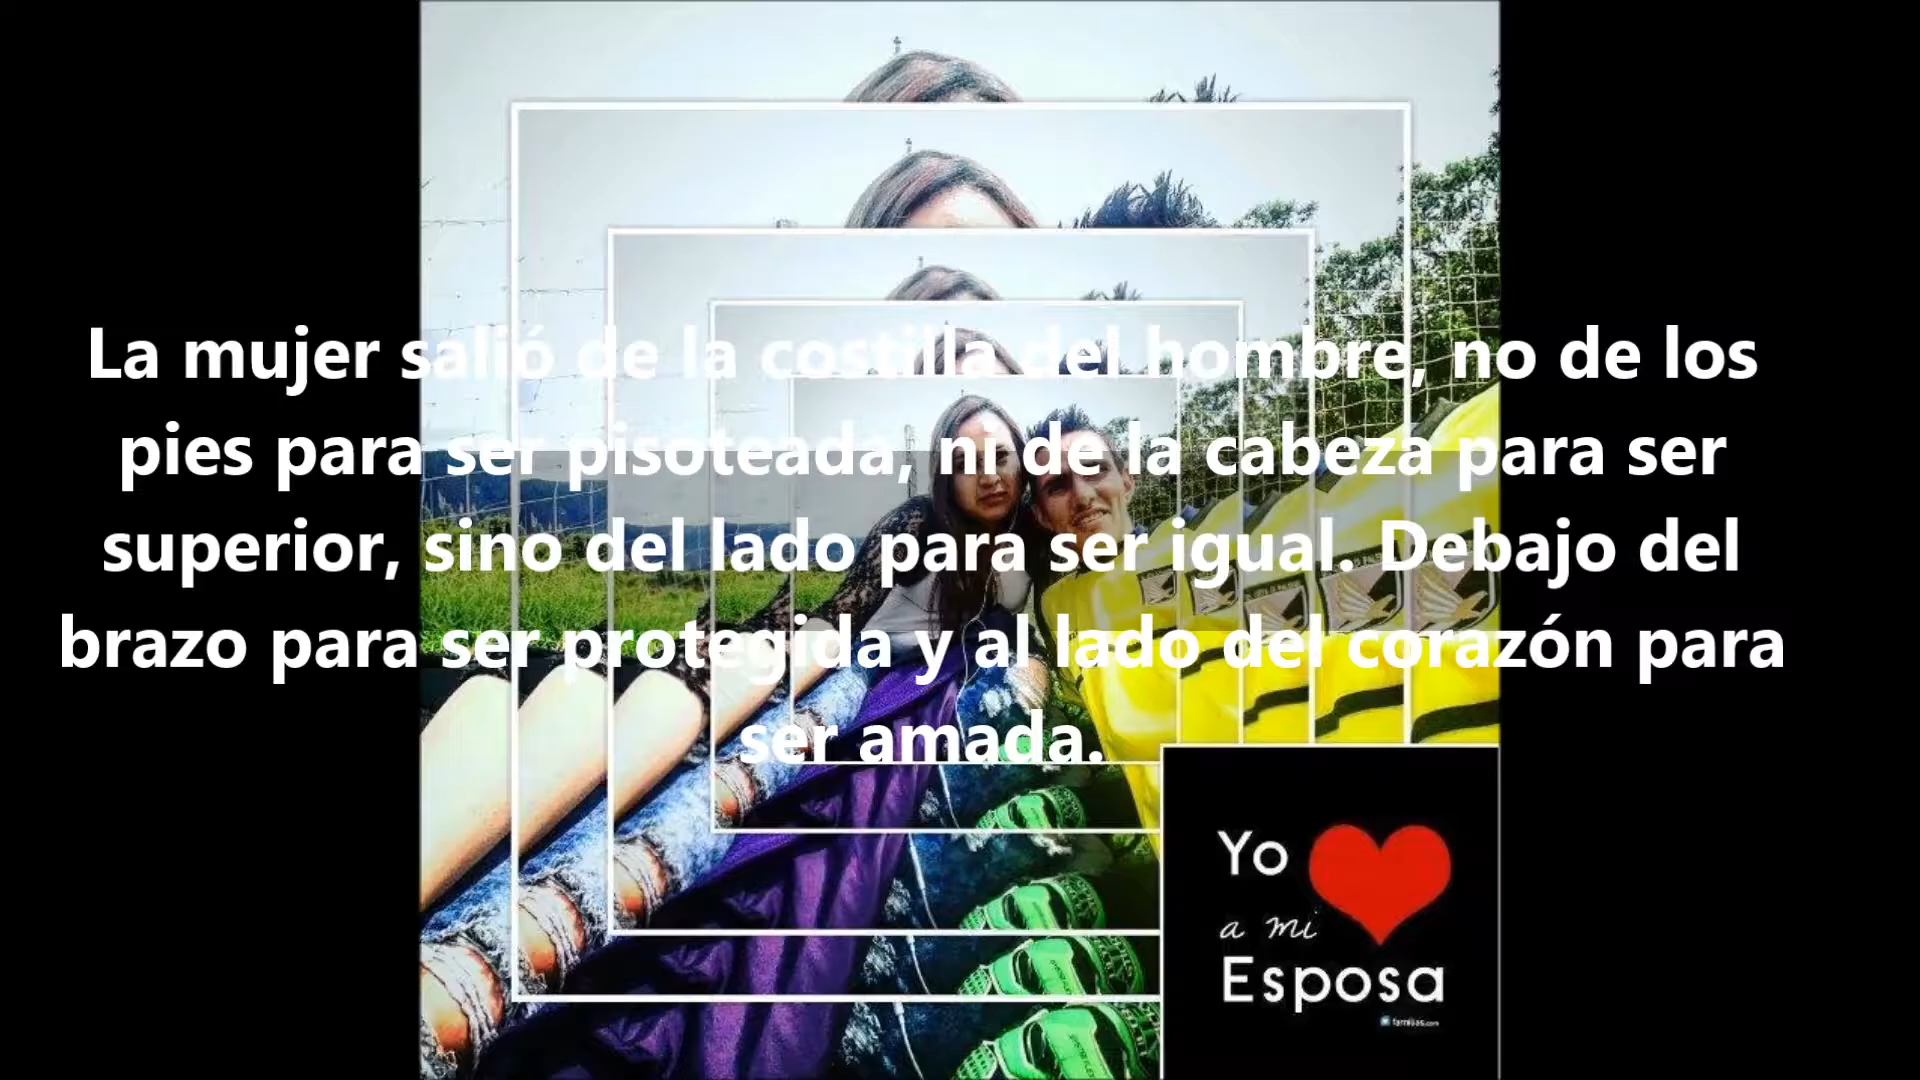 La mujer salió de la costilla del hombre, no de los
pies para ser pisoteada, ni de la cabeza para ser
superior, sino del lado para ser igual. Debajo del
brazo para ser protegida y al lado del corazón para
ser amada.
Yo
a mi
Esposa
familias.com